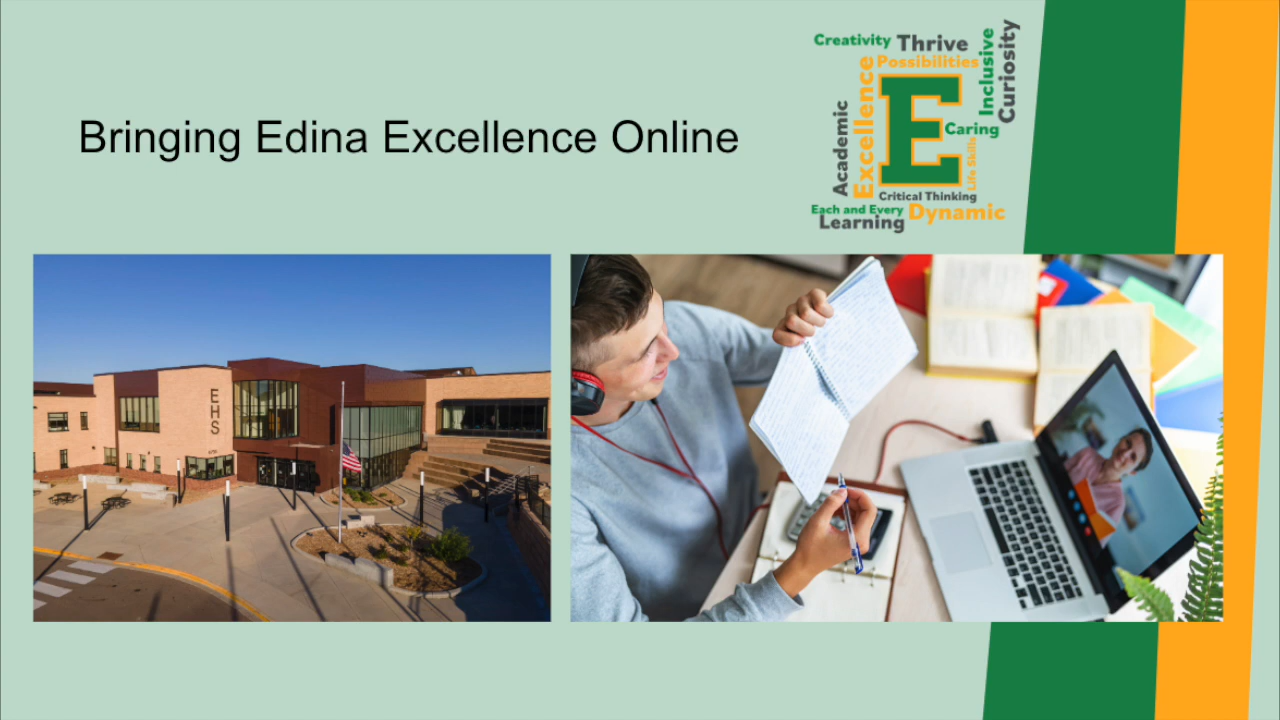 Bringing Edina Excellence Online
Creativity
Thrive
Possibilities
Inclusive
Curiosity
Academic
Excellence
E
Caring
Life Skills
Critical Thinking
Each and Every
Dynamic
Learning
EHS